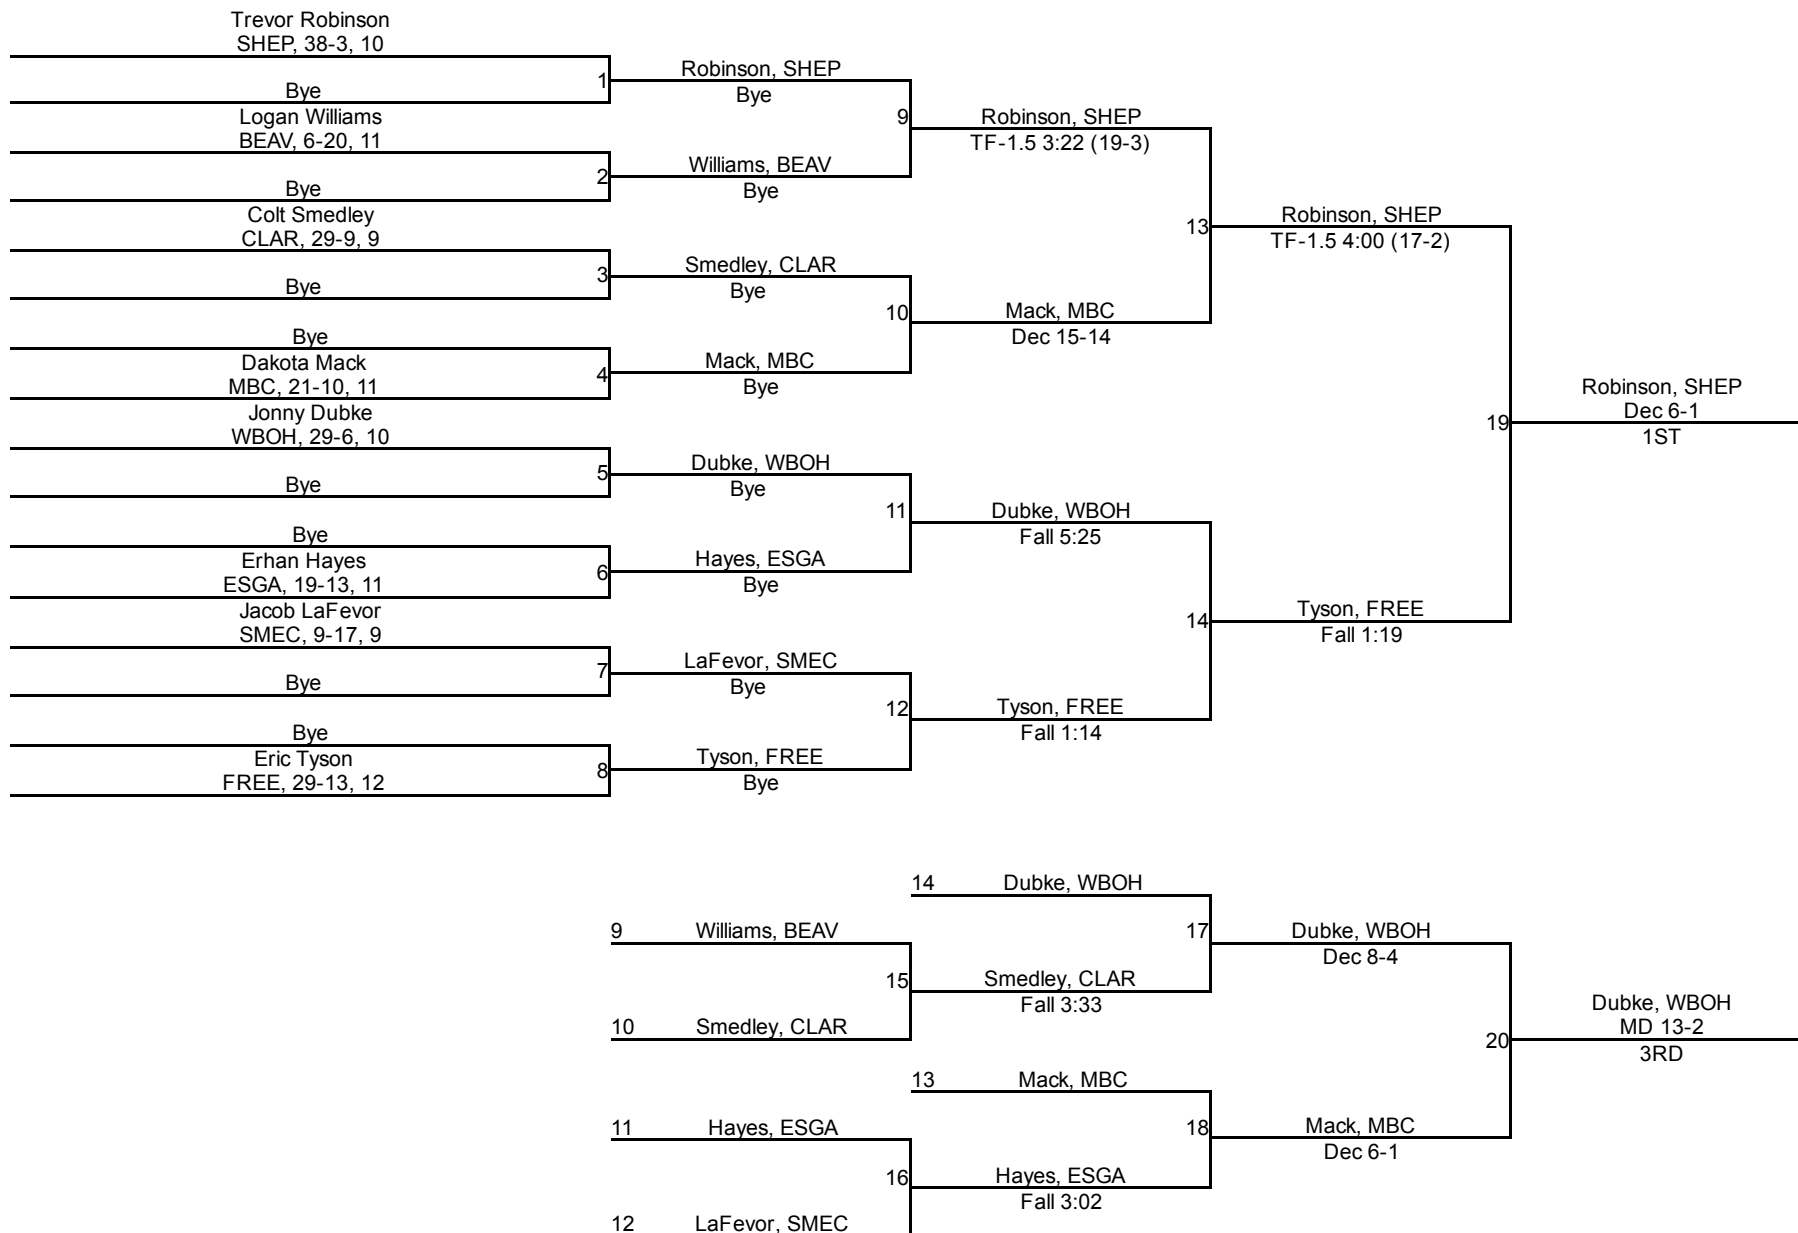 Trevor Robinson
SHEP, 38-3, 10
Bye
1
Robinson, SHEP
Bye
Logan Williams
BEAV, 6-20, 11
Bye
2
Williams, BEAV
Bye
9
Robinson, SHEP
TF-1.5 3:22 (19-3)
Colt Smedley
CLAR, 29-9, 9
Bye
3
Smedley, CLAR
Bye
Bye
Dakota Mack
MBC, 21-10, 11
4
Mack, MBC
Bye
10
Mack, MBC
Dec 15-14
13
Robinson, SHEP
TF-1.5 4:00 (17-2)
Jonny Dubke
WBOH, 29-6, 10
Bye
5
Dubke, WBOH
Bye
Bye
Erhan Hayes
ESGA, 19-13, 11
6
Hayes, ESGA
Bye
11
Dubke, WBOH
Fall 5:25
Jacob LaFevor
SMEC, 9-17, 9
Bye
7
LaFevor, SMEC
Bye
Bye
Eric Tyson
FREE, 29-13, 12
8
Tyson, FREE
Bye
12
Tyson, FREE
Fall 1:14
14
Tyson, FREE
Fall 1:19
19
Robinson, SHEP
Dec 6-1
1ST
14
Dubke, WBOH
9
Williams, BEAV
10
Smedley, CLAR
15
Smedley, CLAR
Fall 3:33
17
Dubke, WBOH
Dec 8-4
13
Mack, MBC
11
Hayes, ESGA
12
LaFevor, SMEC
16
Hayes, ESGA
Fall 3:02
18
Mack, MBC
Dec 6-1
20
Dubke, WBOH
MD 13-2
3RD